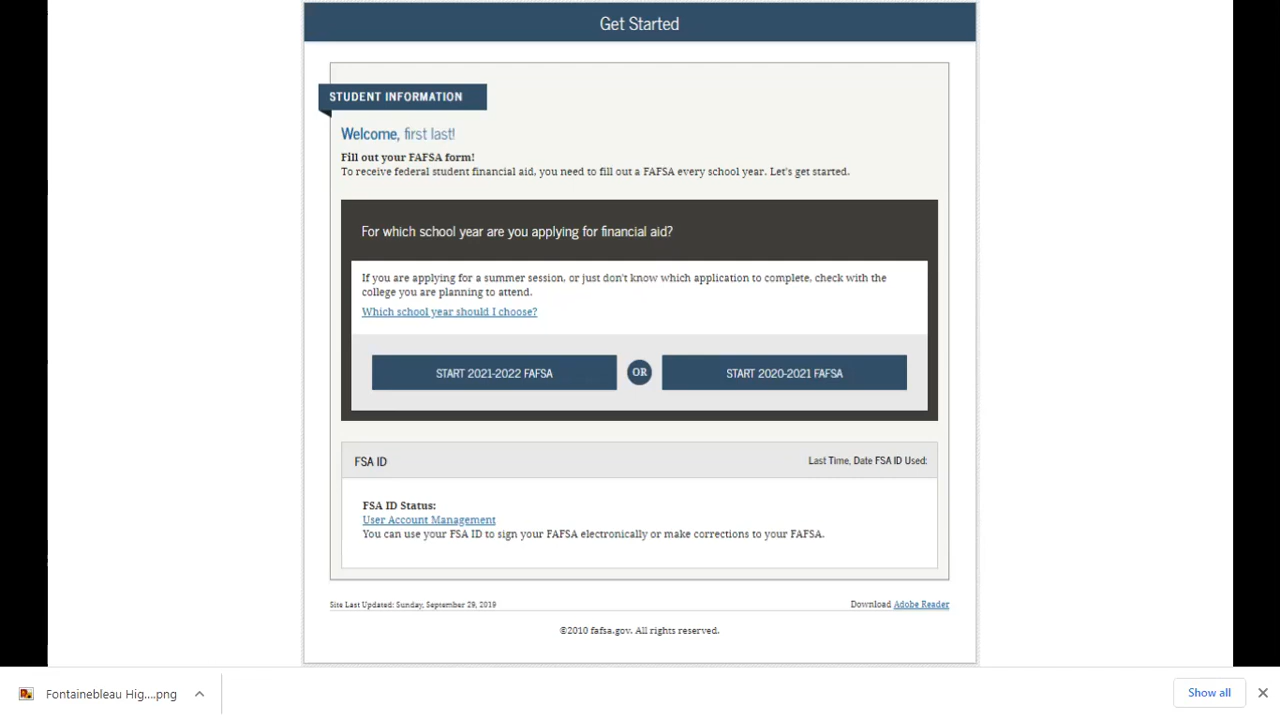 Get Started
STUDENT INFORMATION
Welcome, first last!
Fill out your FAFSA form!
To receive federal student financial aid, you need to fill out a FAFSA every school year. Let's get started.
For which school year are you applying for financial aid?
If you are applying for a summer session, or just don't know which application to complete, check with the
college you are planning to attend.
Which school year should I choose?
START 2021-2022 FAFSA OR START 2020-2021 FAFSA
FSA ID Last Time, Date FSA ID Used:
FSA ID Status:
User Account Management
You can use your FSA ID to sign your FAFSA electronically or make corrections to your FAFSA.
Site Last Updated: Sunday, September 29, 2019 Download Adobe Reader
©2010 fafsa.gov. All rights reserved.
Fontainebleau Hig....png Show all